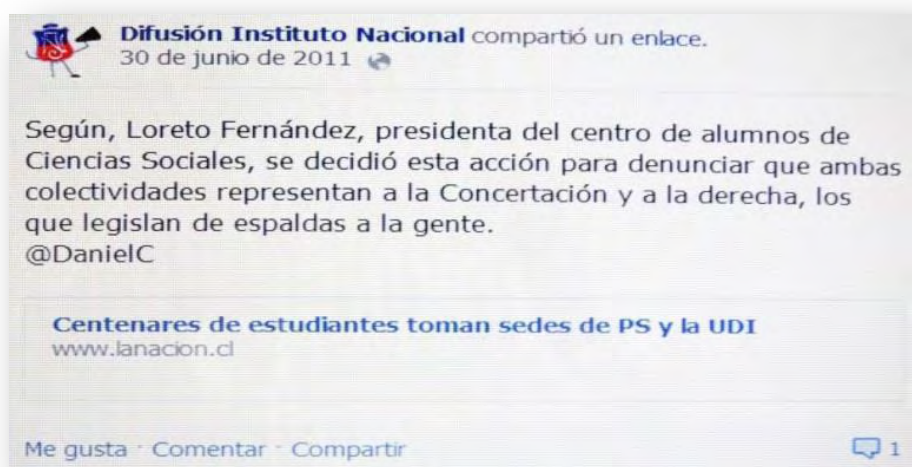 Difusión Instituto Nacional compartió un enlace.
30 de junio de 2011
Según, Loreto Fernández, presidenta del centro de alumnos de
Ciencias Sociales, se decidió esta acción para denunciar que ambas
colectividades representan a la Concertación y a la derecha, los
que legislan de espaldas a la gente.
@DanielC
Centenares de estudiantes toman sedes de PS y la UDI
www.lanacion.cl
Me gusta · Comentar · Compartir 1